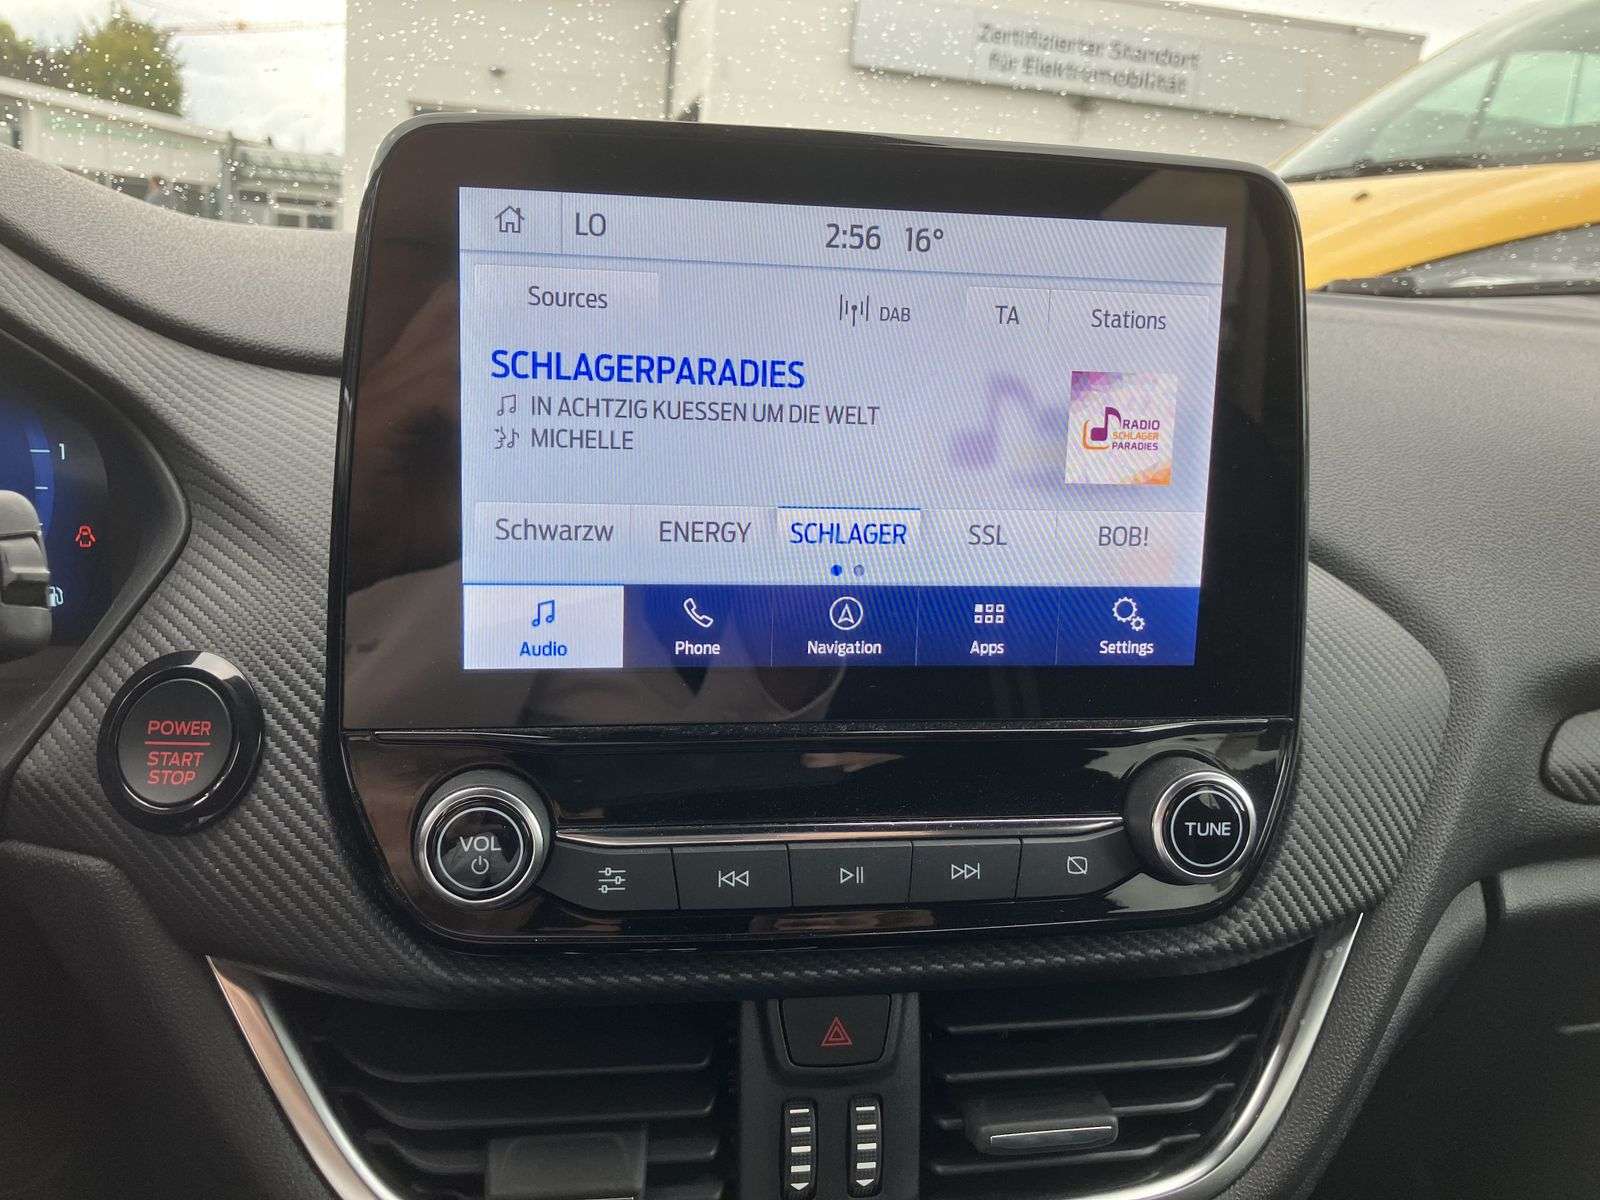 Zertifizierter Standort
für Elektromobilität
LO
2:56 16°
Sources
DAB
TA
Stations
SCHLAGERPARADIES
IN ACHTZIG KUESSEN UM DIE WELT
MICHELLE
RADIO
SCHLAGER
PARADIES
Schwarzw
ENERGY
SCHLAGER
SSL
BOB!
Audio
Phone
Navigation
Apps
Settings
1
POWER
START
STOP
VOL
TUNE